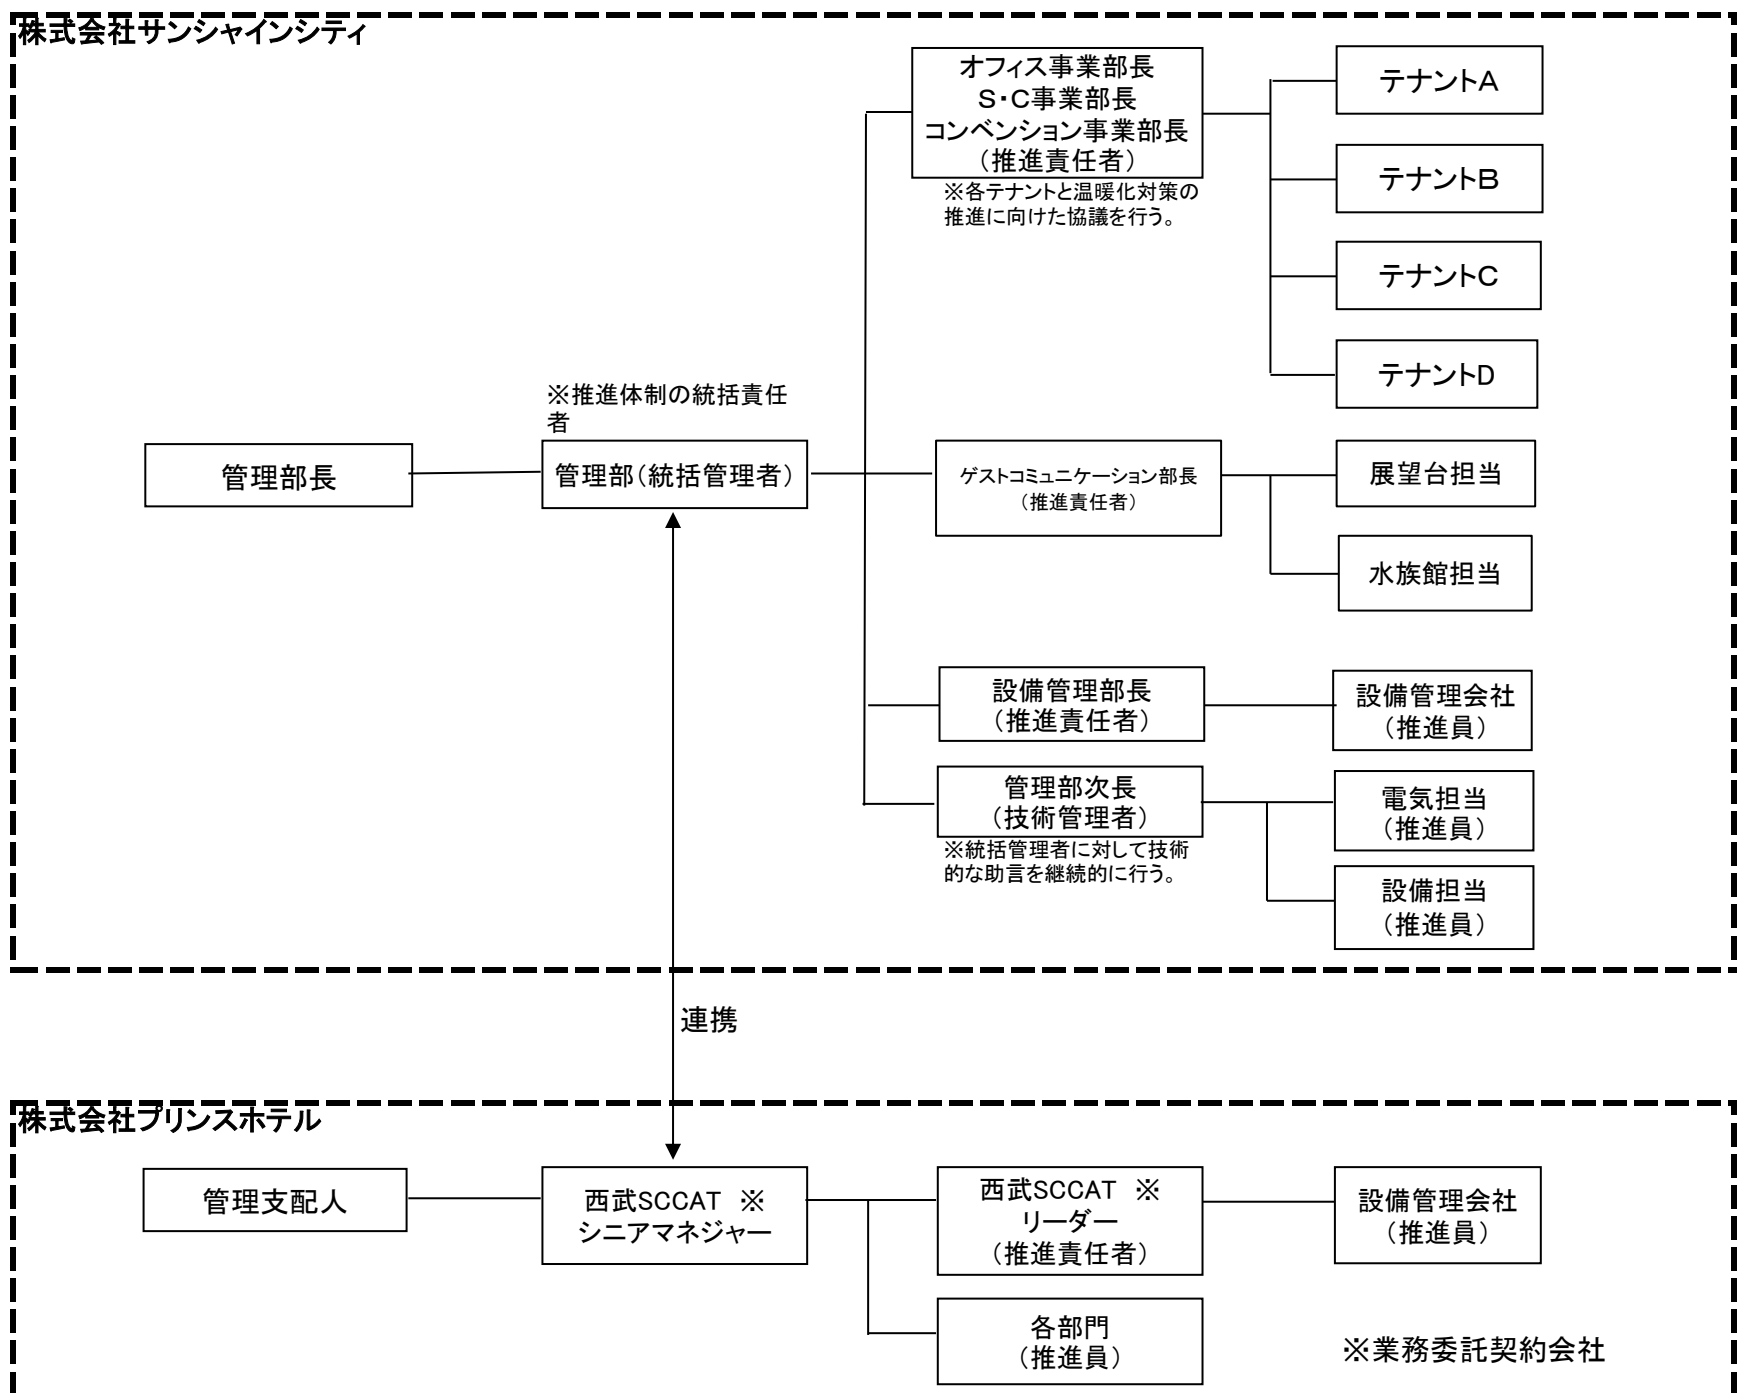 株式会社サンシャインシティ
オフィス事業部長
S・C事業部長
コンベンション事業部長
（推進責任者）
※各テナントと温暖化対策の
推進に向けた協議を行う。
テナントA
テナントB
テナントC
テナントD
※推進体制の統括責任
者
管理部長
管理部（統括管理者）
ゲストコミュニケーション部長
（推進責任者）
展望台担当
水族館担当
設備管理部長
（推進責任者）
設備管理会社
（推進員）
管理部次長
（技術管理者）
※統括管理者に対して技術
的な助言を継続的に行う。
電気担当
（推進員）
設備担当
（推進員）
連携
株式会社プリンスホテル
管理支配人
西武SCCAT　※
シニアマネジャー
西武SCCAT　※
リーダー
（推進責任者）
設備管理会社
（推進員）
各部門
（推進員）
※業務委託契約会社